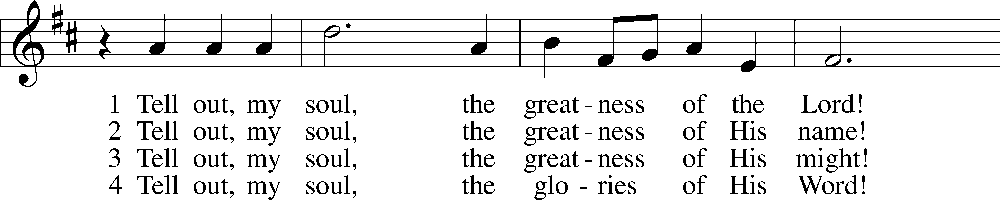 1 Tell out, my soul, the great - ness of the Lord!
2 Tell out, my soul, the great - ness of His name!
3 Tell out, my soul, the great - ness of His might!
4 Tell out, my soul, the glo - ries of His Word!